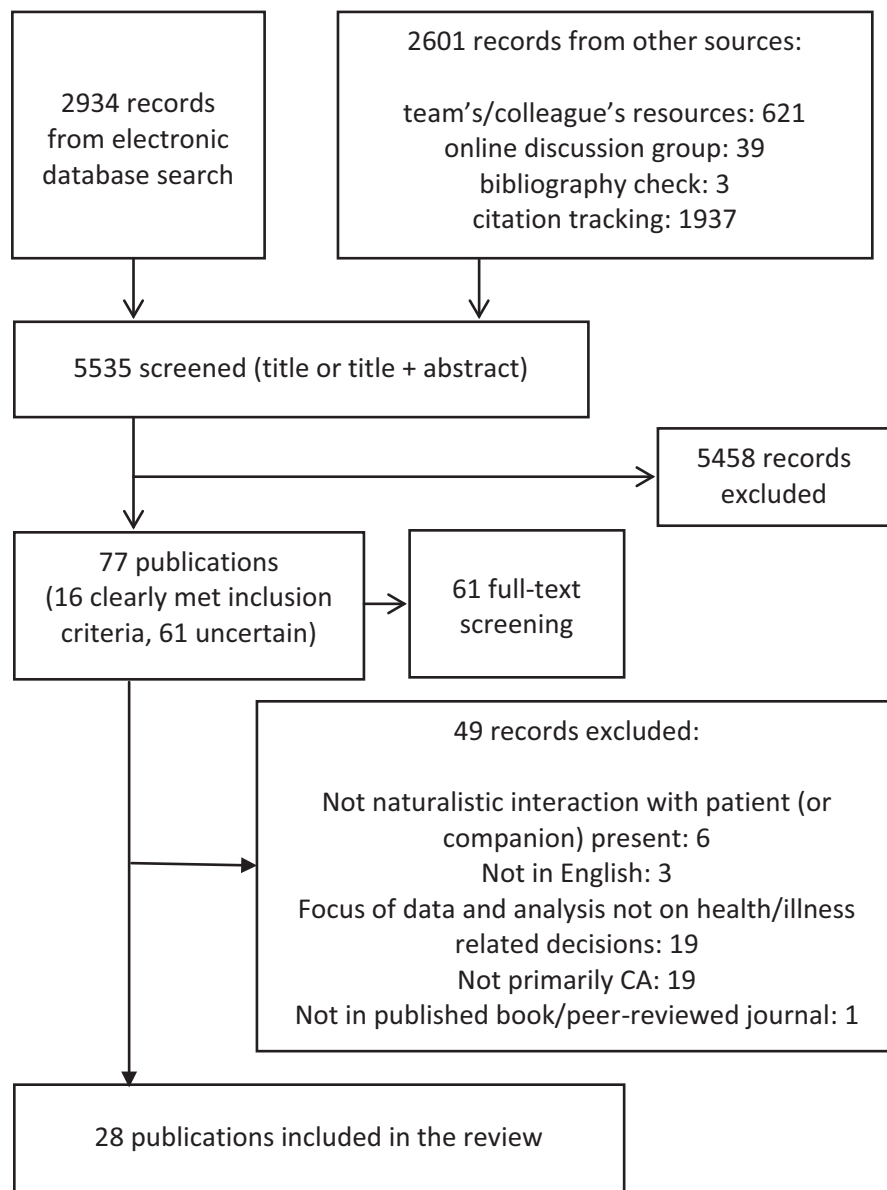 2934 records
from electronic
database search
2601 records from other sources:
team’s/colleague’s resources: 621
online discussion group: 39
bibliography check: 3
citation tracking: 1937
5535 screened (title or title + abstract)
5458 records
excluded
77 publications
(16 clearly met inclusion
criteria, 61 uncertain)
61 full-text
screening
49 records excluded:
Not naturalistic interaction with patient (or
companion) present: 6
Not in English: 3
Focus of data and analysis not on health/illness
related decisions: 19
Not primarily CA: 19
Not in published book/peer-reviewed journal: 1
28 publications included in the review